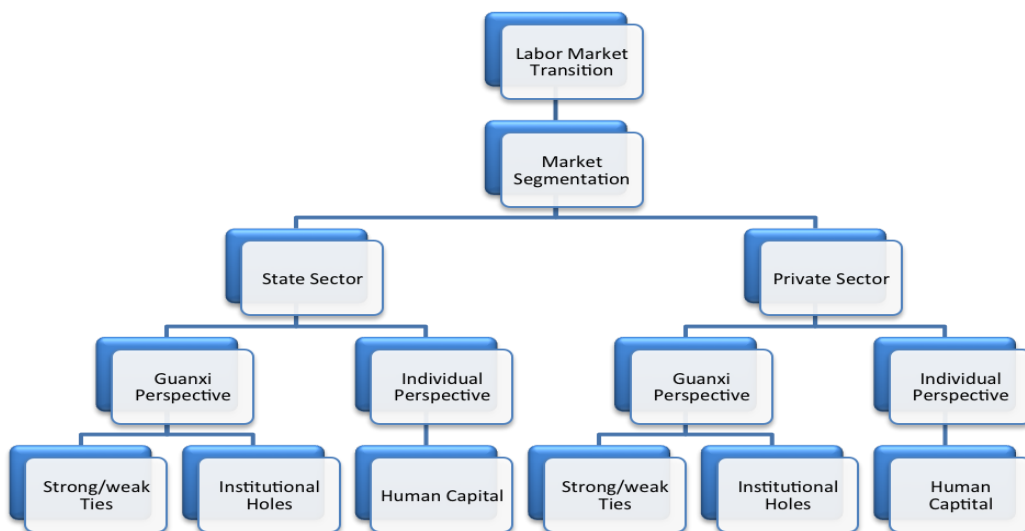 Labor Market
Transition
Market
Segmentation
State Sector
Private Sector
Guanxi
Perspective
Individual
Perspective
Guanxi
Perspective
Individual
Perspective
Strong/weak
Ties
Institutional
Holes
Human Capital
Strong/weak
Ties
Institutional
Holes
Human
Captital